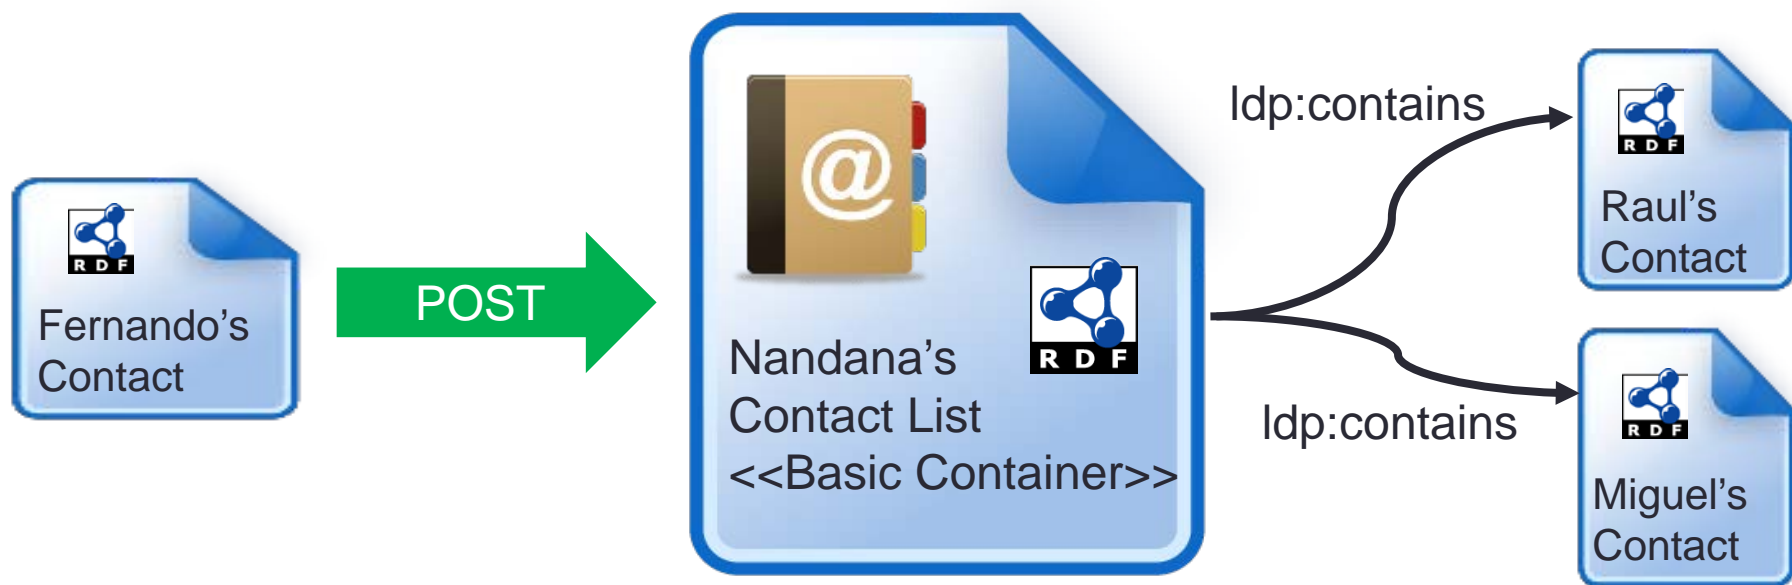 RDF
Fernando's
Contact
POST
@
RDF
Nandana's
Contact List
<<Basic Container>>
ldp:contains
ldp:contains
RDF
Raul's
Contact
RDF
Miguel's
Contact